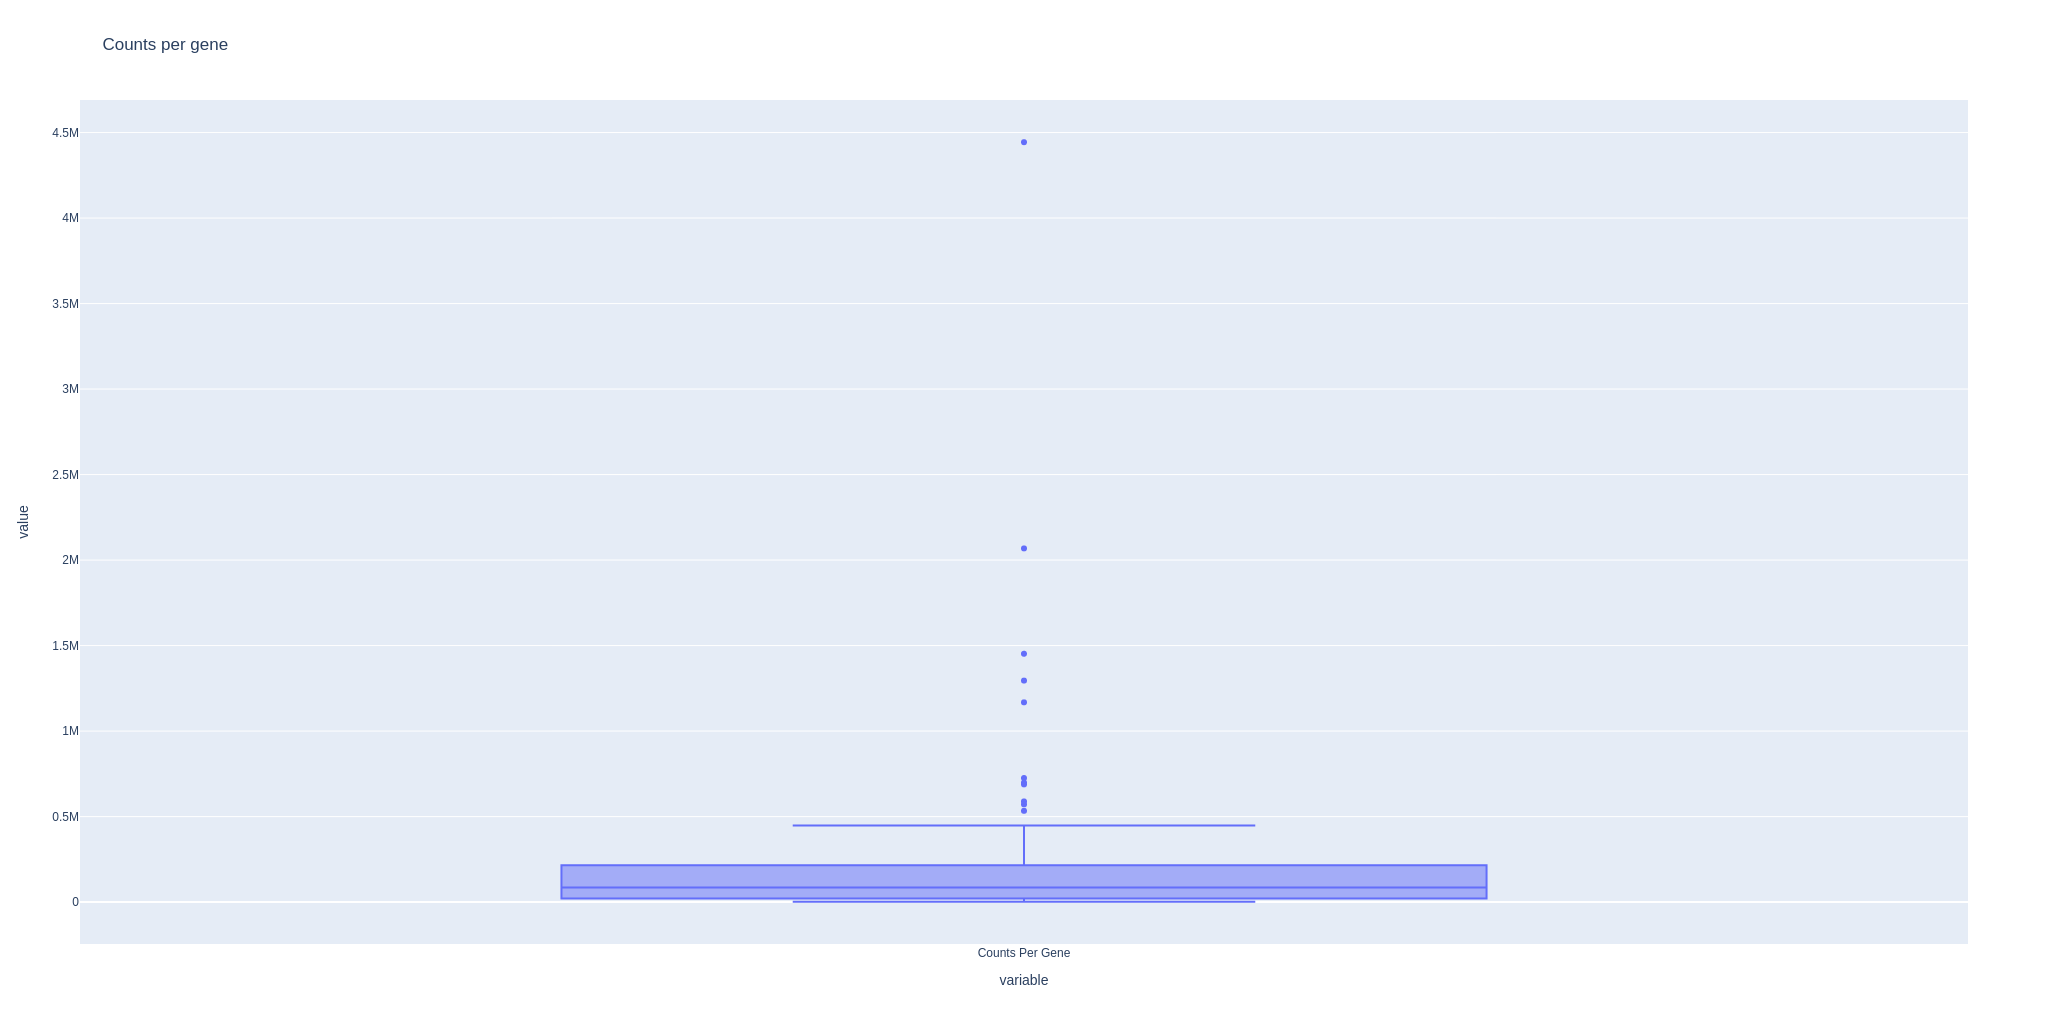 Counts per gene
4.5M
4M
3.5M
3M
2.5M
2M
1.5M
1M
0.5M
0
value
Counts Per Gene
variable